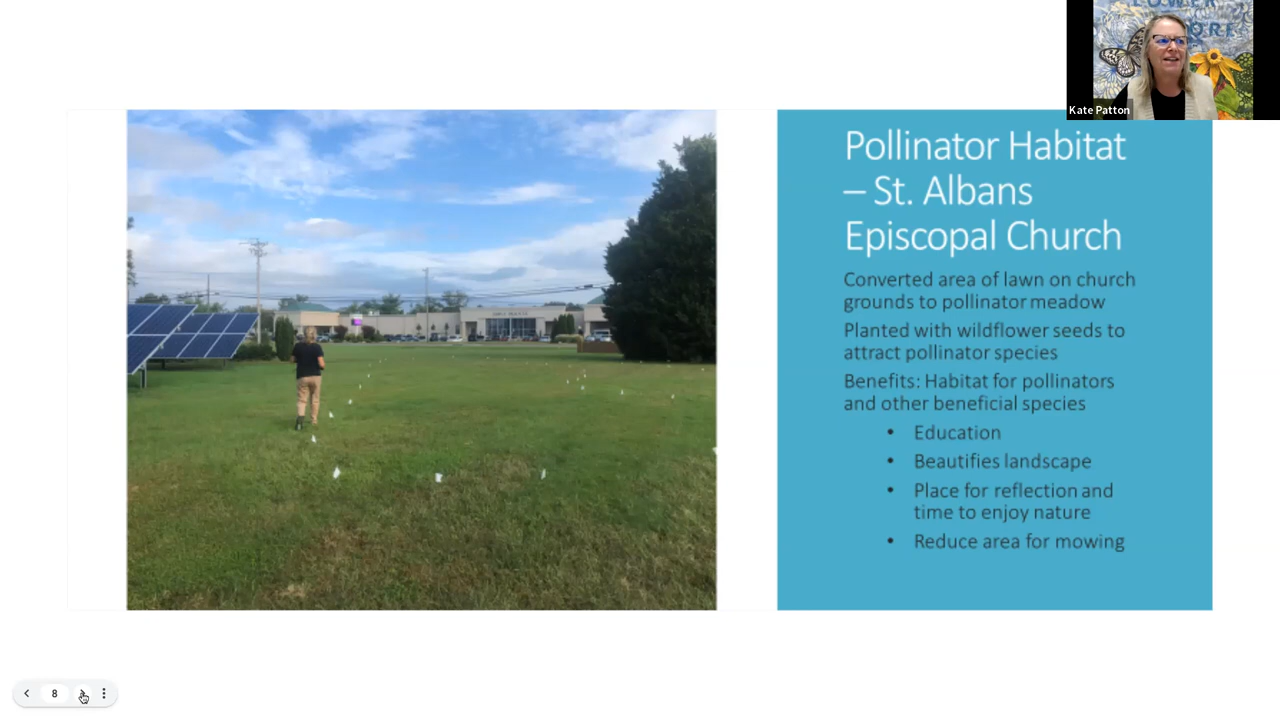 LOWER
SHORE
Kate Patton
Pollinator Habitat
– St. Albans
Episcopal Church
Converted area of lawn on church
grounds to pollinator meadow
Planted with wildflower seeds to
attract pollinator species
Benefits: Habitat for pollinators
and other beneficial species
• Education
• Beautifies landscape
• Place for reflection and
time to enjoy nature
• Reduce area for mowing
8